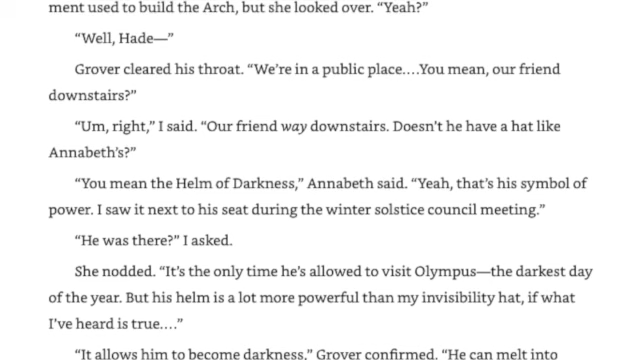 ment used to build the Arch, but she looked over. “Yeah?”
“Well, Hade—”
Grover cleared his throat. “We’re in a public place.…You mean, our friend
downstairs?”
“Um, right,” I said. “Our friend way downstairs. Doesn’t he have a hat like
Annabeth’s?”
“You mean the Helm of Darkness,” Annabeth said. “Yeah, that’s his symbol of
power. I saw it next to his seat during the winter solstice council meeting.”
“He was there?” I asked.
She nodded. “It’s the only time he’s allowed to visit Olympus—the darkest day
of the year. But his helm is a lot more powerful than my invisibility hat, if what
I’ve heard is true.…”
“It allows him to become darkness,” Grover confirmed. “He can melt into